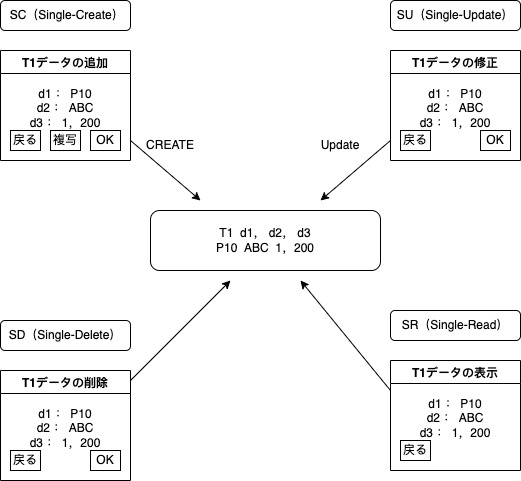 SC（Single-Create）
T1データの追加
d1： P10
d2： ABC
d3： 1，200
戻る 複写 OK
CREATE
SU（Single-Update）
T1データの修正
d1： P10
d2： ABC
d3： 1，200
戻る OK
Update
T1 d1， d2， d3
P10 ABC 1，200
SD（Single-Delete）
T1データの削除
d1： P10
d2： ABC
d3： 1，200
戻る OK
SR（Single-Read）
T1データの表示
d1： P10
d2： ABC
d3： 1，200
戻る